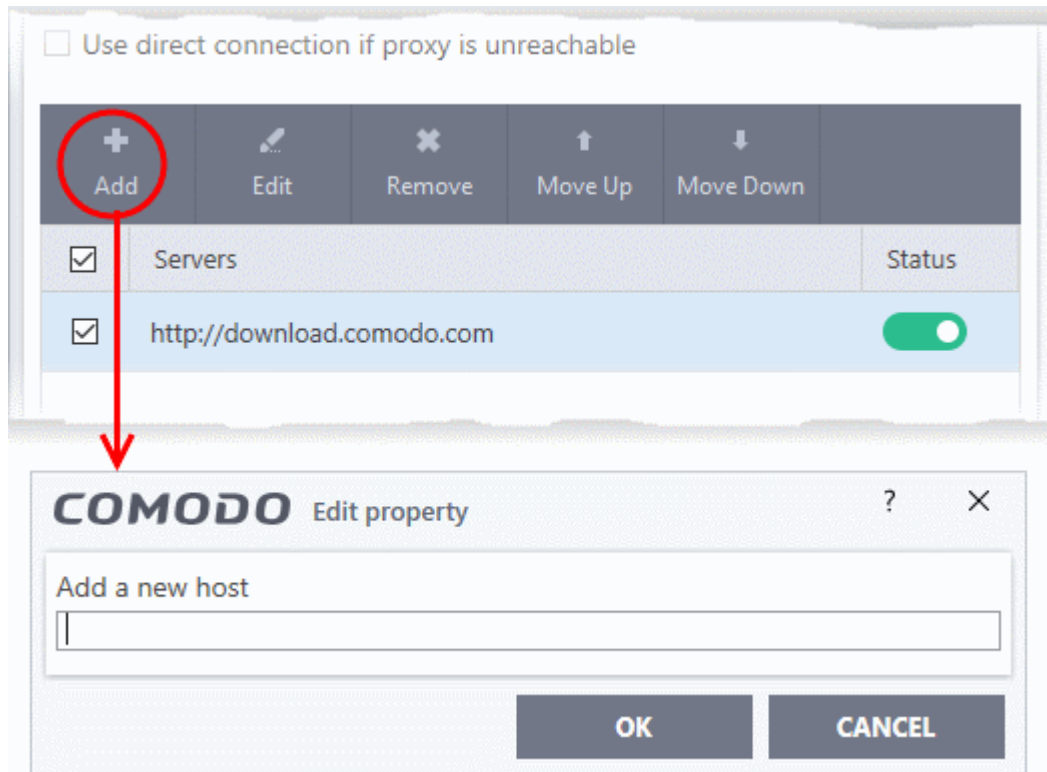 Use direct connection if proxy is unreachable
Add Edit Remove Move Up Move Down
Servers Status
http://download.comodo.com
COMODO Edit property ?
Add a new host
OK CANCEL